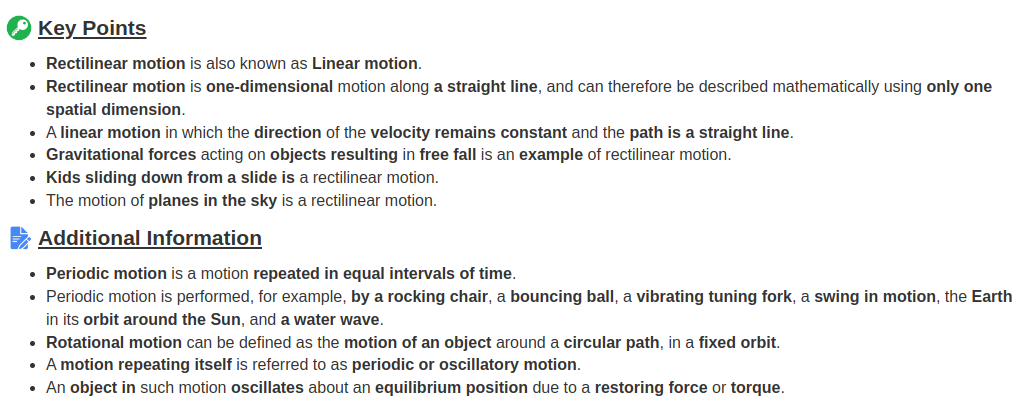 Key Points
Rectilinear motion is also known as Linear motion.
Rectilinear motion is one-dimensional motion along a straight line, and can therefore be described mathematically using only one
spatial dimension.
A linear motion in which the direction of the velocity remains constant and the path is a straight line.
Gravitational forces acting on objects resulting in free fall is an example of rectilinear motion.
Kids sliding down from a slide is a rectilinear motion.
The motion of planes in the sky is a rectilinear motion.
Additional Information
Periodic motion is a motion repeated in equal intervals of time.
Periodic motion is performed, for example, by a rocking chair, a bouncing ball, a vibrating tuning fork, a swing in motion, the Earth
in its orbit around the Sun, and a water wave.
Rotational motion can be defined as the motion of an object around a circular path, in a fixed orbit.
A motion repeating itself is referred to as periodic or oscillatory motion.
An object in such motion oscillates about an equilibrium position due to a restoring force or torque.